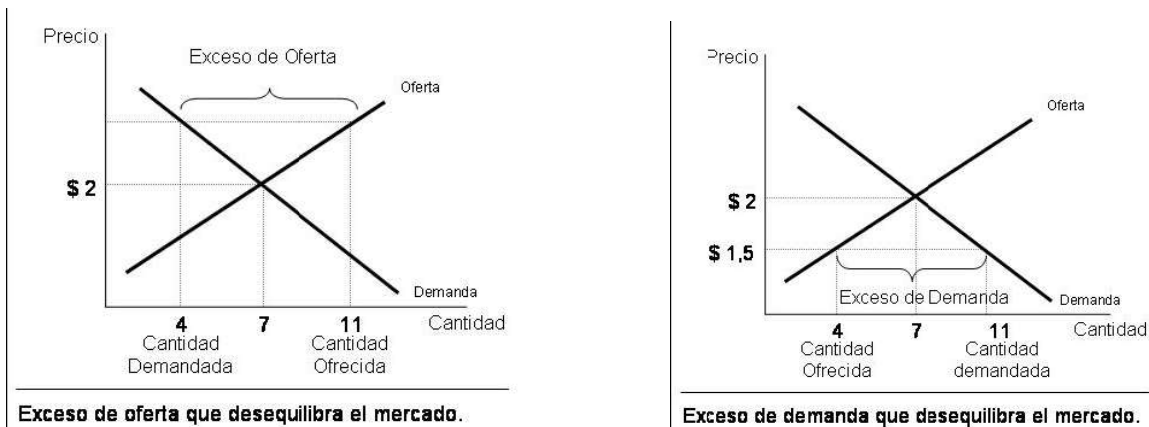 Precio
Exceso de Oferta
Oferta
$ 2
Demanda
4 7 11 Cantidad
Cantidad Cantidad
Demandada Ofrecida
Exceso de oferta que desequilibra el mercado.
Precio
Oferta
$ 2
$ 1,5
Exceso de Demanda
Demanda
4 7 11 Cantidad
Cantidad Cantidad
Ofrecida demandada
Exceso de demanda que desequilibra el mercado.